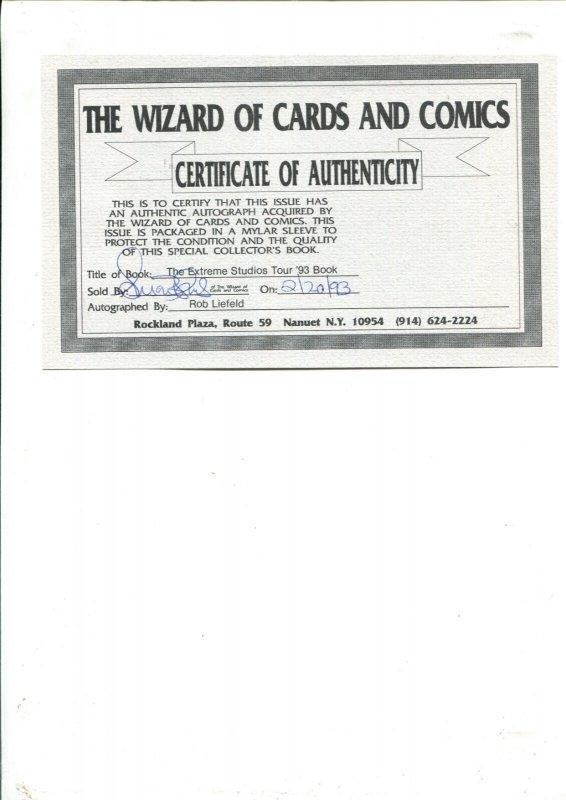 THE WIZARD OF CARDS AND COMICS
CERTIFICATE OF AUTHENTICITY
THIS IS TO CERTIFY THAT THIS ISSUE HAS
AN AUTHENTIC AUTOGRAPH ACQUIRED BY
THE WIZARD OF CARDS AND COMICS. THIS
ISSUE IS PACKAGED IN A MYLAR SLEEVE TO
PROTECT THE CONDITION AND THE QUALITY
OF THIS SPECIAL COLLECTOR'S BOOK.
Title of Book: The Extreme Studios Tour '93 Book
Sold By: of The Wizard of Cards and Comics On: 2/20/93
Autographed By: Rob Liefeld
Rockland Plaza, Route 59 Nanuet N.Y. 10954 (914) 624-2224